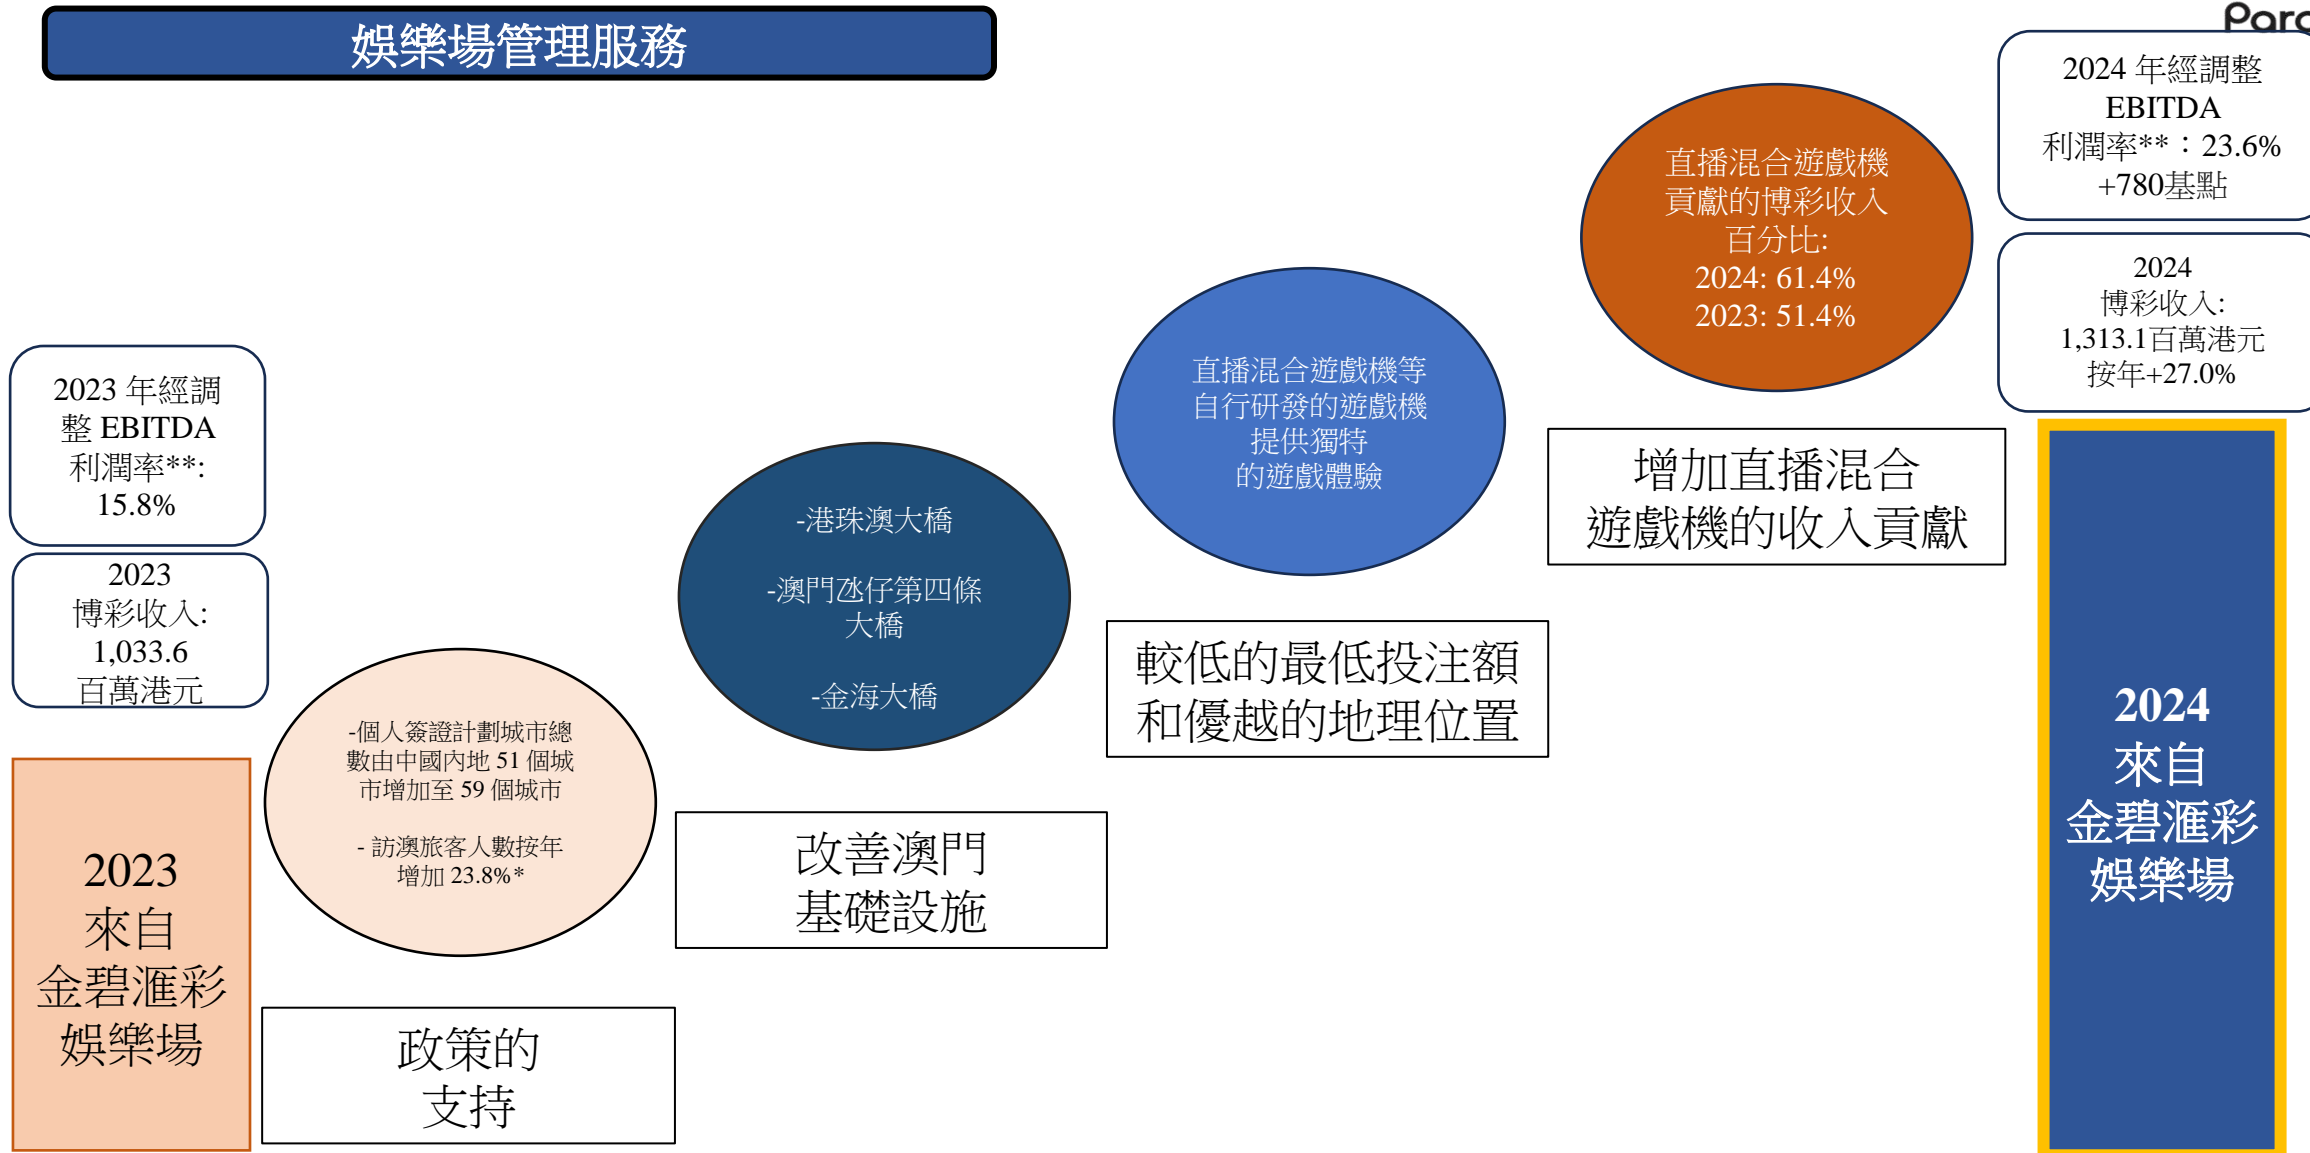 娛樂場管理服務
2023 年經調
整 EBITDA
利潤率**:
15.8%
2023
博彩收入:
1,033.6
百萬港元
2023
來自
金碧滙彩
娛樂場
-個人簽證計劃城市總
數由中國內地 51 個城
市增加至 59 個城市
- 訪澳旅客人數按年
增加 23.8%*
政策的
支持
-港珠澳大橋
-澳門氹仔第四條
大橋
-金海大橋
改善澳門
基礎設施
直播混合遊戲機等
自行研發的遊戲機
提供獨特
的遊戲體驗
較低的最低投注額
和優越的地理位置
直播混合遊戲機
貢獻的博彩收入
百分比:
2024: 61.4%
2023: 51.4%
增加直播混合
遊戲機的收入貢獻
2024 年經調整
EBITDA
利潤率**：23.6%
+780基點
2024
博彩收入:
1,313.1百萬港元
按年+27.0%
2024
來自
金碧滙彩
娛樂場